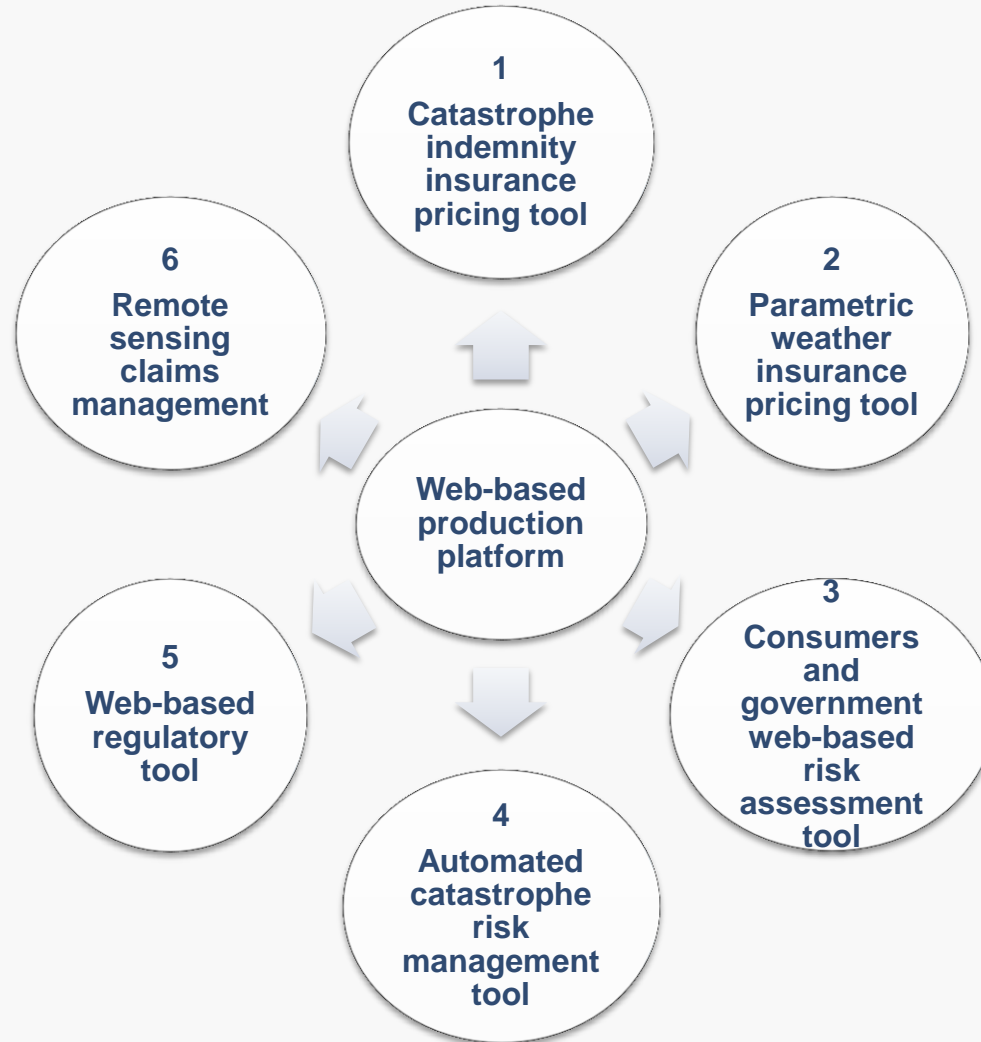 1
Catastrophe
indemnity
insurance
pricing tool
2
Parametric
weather
insurance
pricing tool
3
Consumers
and
government
web-based
risk
assessment
tool
4
Automated
catastrophe
risk
management
tool
5
Web-based
regulatory
tool
6
Remote
sensing
claims
management
Web-based
production
platform